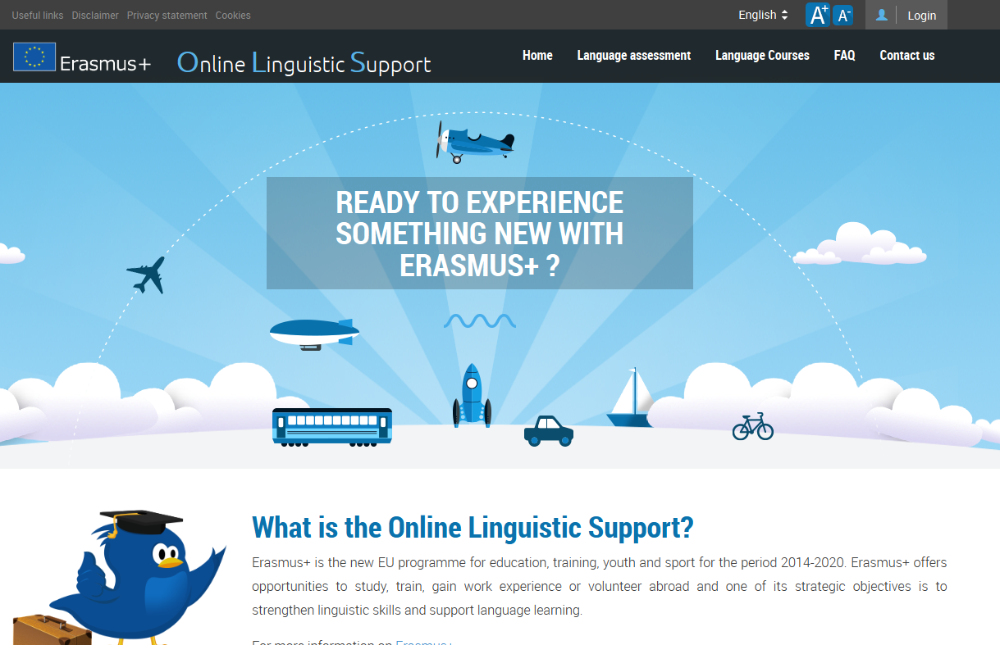 Useful links Disclaimer Privacy statement Cookies
English A+ A- Login
Erasmus+ Online Linguistic Support
Home Language assessment Language Courses FAQ Contact us
READY TO EXPERIENCE
SOMETHING NEW WITH
ERASMUS+ ?
What is the Online Linguistic Support?
Erasmus+ is the new EU programme for education, training, youth and sport for the period 2014-2020. Erasmus+ offers
opportunities to study, train, gain work experience or volunteer abroad and one of its strategic objectives is to
strengthen linguistic skills and support language learning.
For more information on Erasmus+